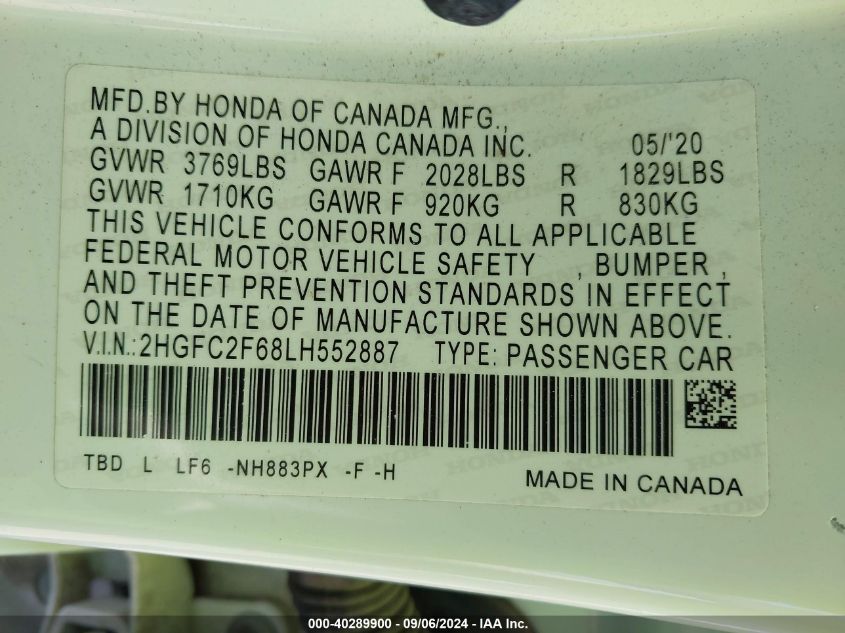 MFD.BY HONDA OF CANADA MFG.,
A DIVISION OF HONDA CANADA INC. 05/'20
GVWR 3769LBS GAWR F 2028LBS R 1829LBS
GVWR 1710KG GAWR F 920KG R 830KG
THIS VEHICLE CONFORMS TO ALL APPLICABLE
FEDERAL MOTOR VEHICLE SAFETY , BUMPER ,
AND THEFT PREVENTION STANDARDS IN EFFECT
ON THE DATE OF MANUFACTURE SHOWN ABOVE.
V.I.N.:2HGFC2F68LH552887 TYPE: PASSENGER CAR
TBD L LF6 -NH883PX -F -H MADE IN CANADA
000-40289900 - 09/06/2024 - IAA Inc.